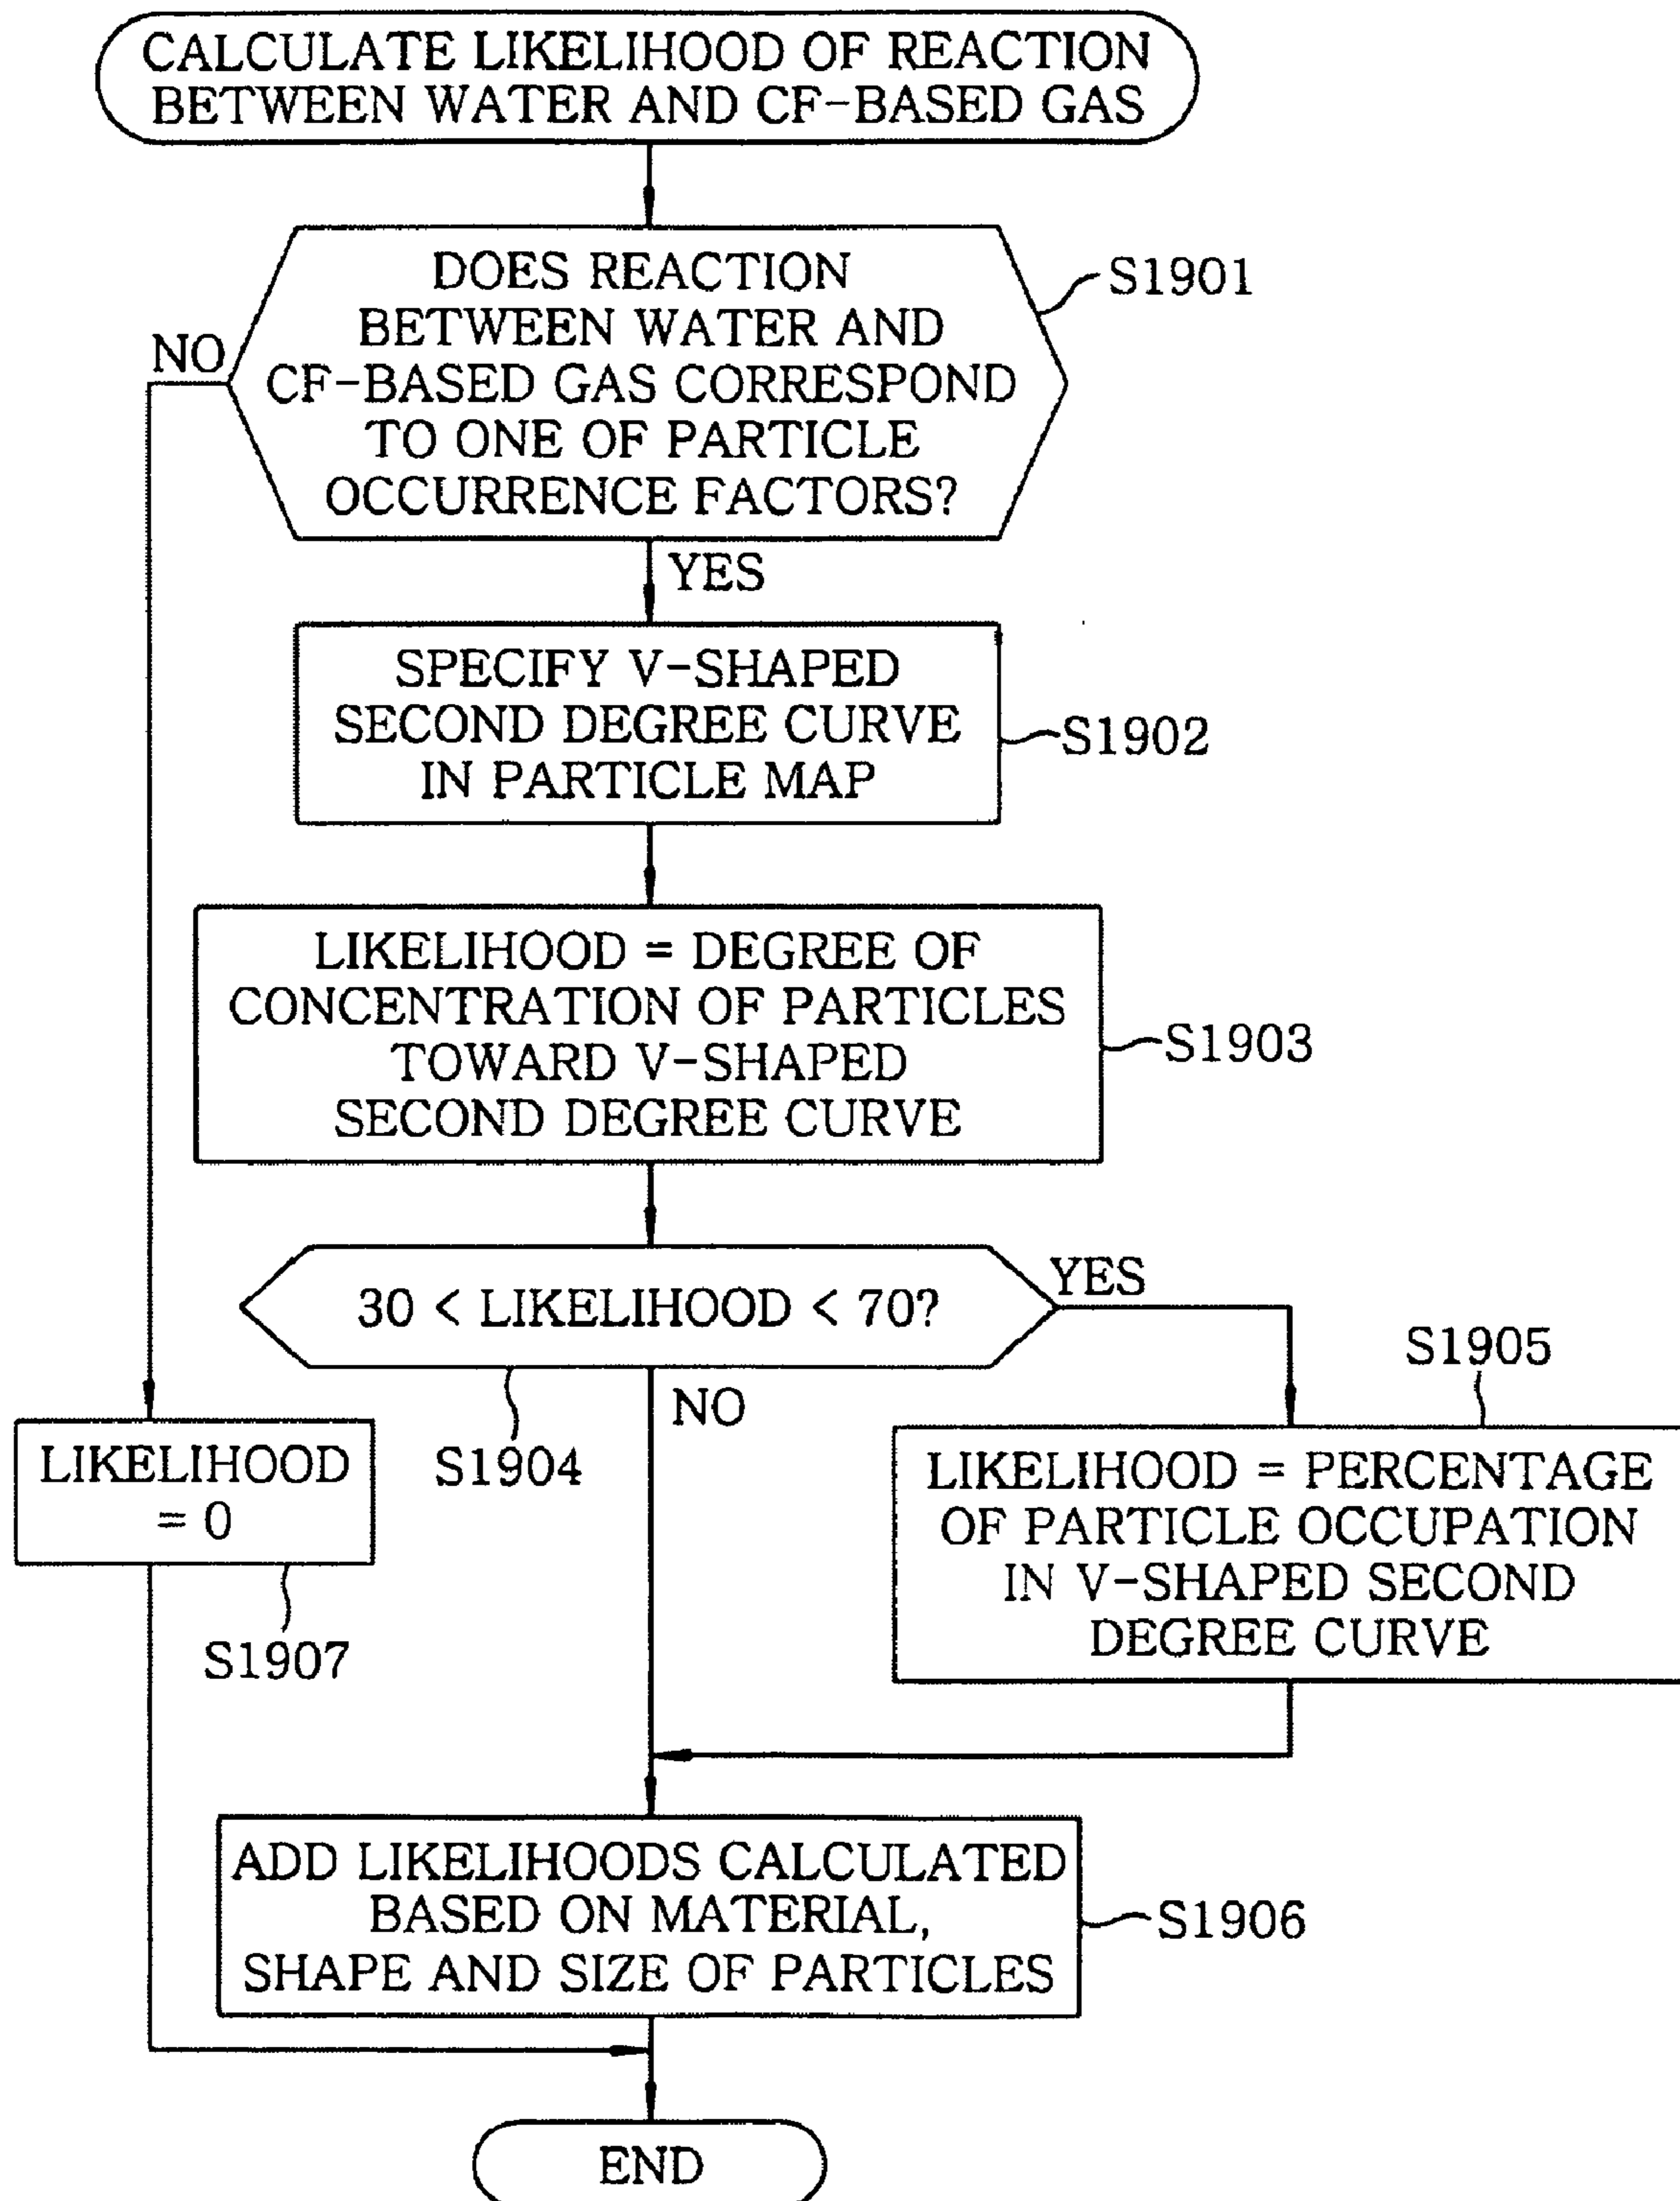 CALCULATE LIKELIHOOD OF REACTION
BETWEEN WATER AND CF-BASED GAS
DOES REACTION
BETWEEN WATER AND
CF-BASED GAS CORRESPOND
TO ONE OF PARTICLE
OCCURRENCE FACTORS?
S1901
NO
YES
SPECIFY V-SHAPED
SECOND DEGREE CURVE
IN PARTICLE MAP
S1902
LIKELIHOOD = DEGREE OF
CONCENTRATION OF PARTICLES
TOWARD V-SHAPED
SECOND DEGREE CURVE
S1903
30 < LIKELIHOOD < 70?
YES
S1904
NO
S1905
LIKELIHOOD = PERCENTAGE
OF PARTICLE OCCUPATION
IN V-SHAPED SECOND
DEGREE CURVE
LIKELIHOOD
= 0
S1907
ADD LIKELIHOODS CALCULATED
BASED ON MATERIAL,
SHAPE AND SIZE OF PARTICLES
S1906
END